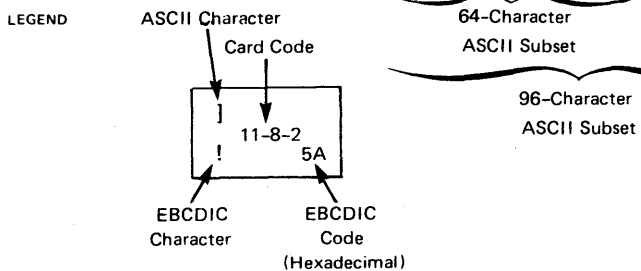 LEGEND
ASCII Character
Card Code
]
11-8-2
!
5A
EBCDIC
Character
EBCDIC
Code
(Hexadecimal)
64-Character
ASCII Subset
96-Character
ASCII Subset